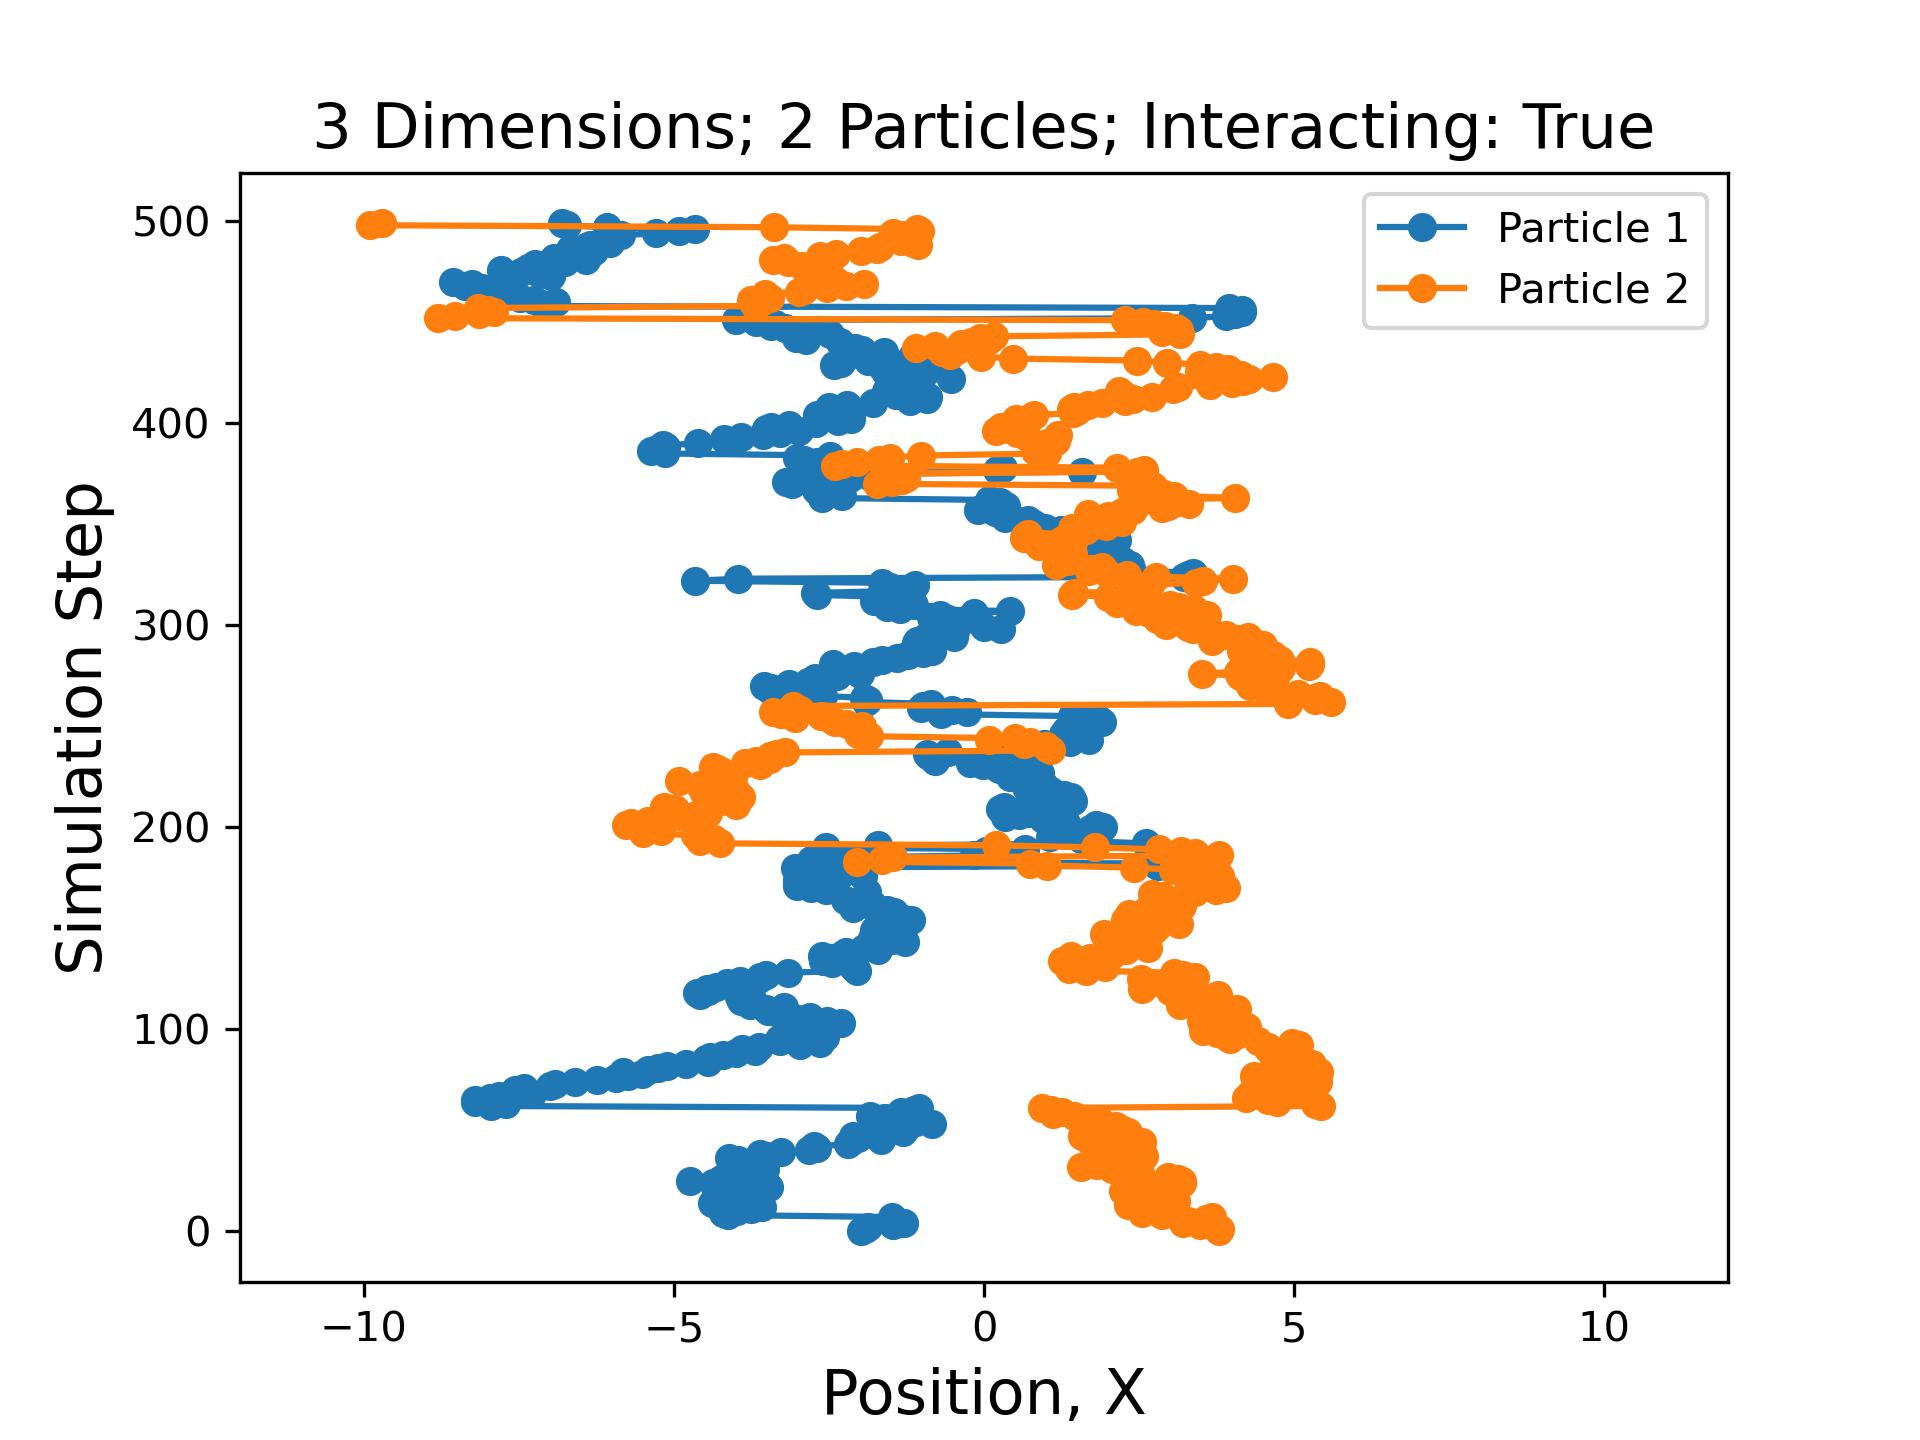 3 Dimensions; 2 Particles; Interacting: True
Particle 1
Particle 2
Simulation Step
500
400
300
200
100
0
−10
−5
0
5
10
Position, X